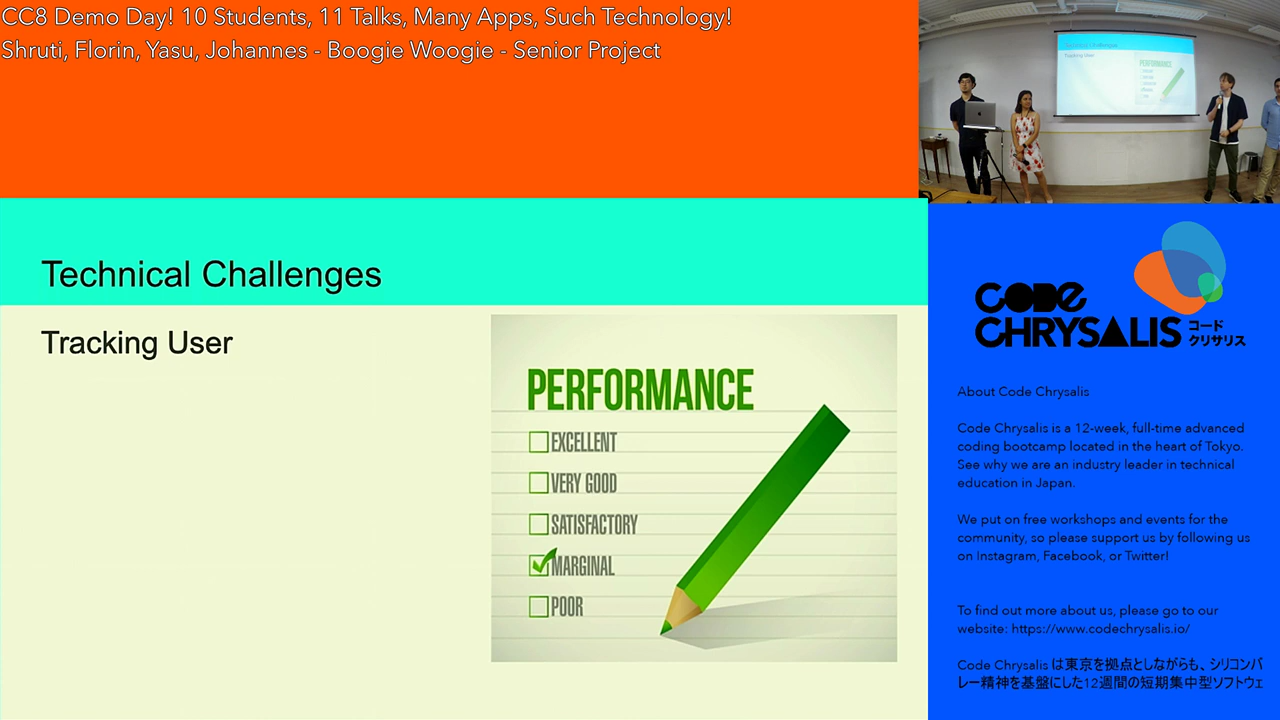 CC8 Demo Day! 10 Students, 11 Talks, Many Apps, Such Technology!
Shruti, Florin, Yasu, Johannes - Boogie Woogie - Senior Project
Technical Challenges
Tracking User
PERFORMANCE
Technical Challenges
Tracking User
PERFORMANCE
EXCELLENT
VERY GOOD
SATISFACTORY
MARGINAL
POOR
CODE
CHRYSALIS
コード
クリサリス
About Code Chrysalis
Code Chrysalis is a 12-week, full-time advanced
coding bootcamp located in the heart of Tokyo.
See why we are an industry leader in technical
education in Japan.
We put on free workshops and events for the
community, so please support us by following us
on Instagram, Facebook, or Twitter!
To find out more about us, please go to our
website: https://www.codechrysalis.io/
Code Chrysalis は東京を拠点としながらも、シリコンバ
レー精神を基盤にした12週間の短期集中型ソフトウェ